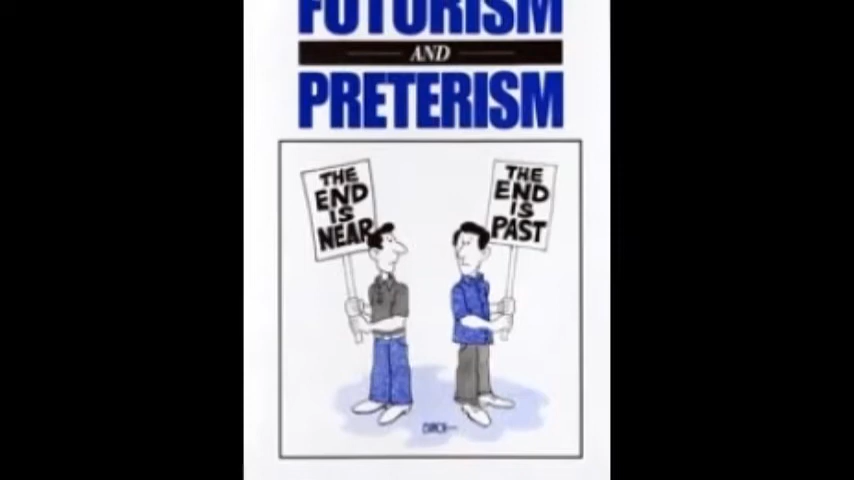 FUTURISM
AND
PRETERISM
THE
END
IS
NEAR
THE
END
IS
PAST